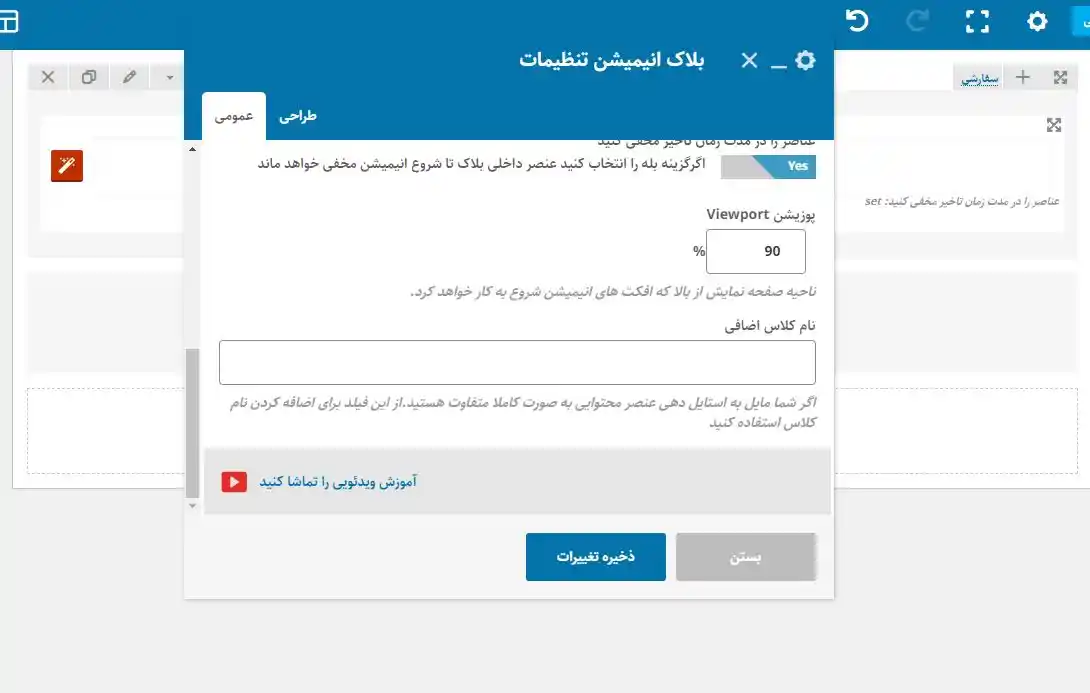 بلاک انیمیشن تنظیمات
عمومی
طراحی
سفارشی
عناصر را در مدت زمان تاخیر مخفی کنید
Yes
اگرگزینه بله را انتخاب کنید عنصر داخلی بلاک تا شروع انیمیشن مخفی خواهد ماند
عناصر را در مدت زمان تاخیر مخفی کنید: set
پوزیشن Viewport
90
%
ناحیه صفحه نمایش از بالا که افکت های انیمیشن شروع به کار خواهد کرد.
نام کلاس اضافی
اگر شما مایل به استایل دهی عنصر محتوایی به صورت کاملا متفاوت هستید.از این فیلد برای اضافه کردن نام
کلاس استفاده کنید
آموزش ویدئویی را تماشا کنید
ذخیره تغییرات
بستن